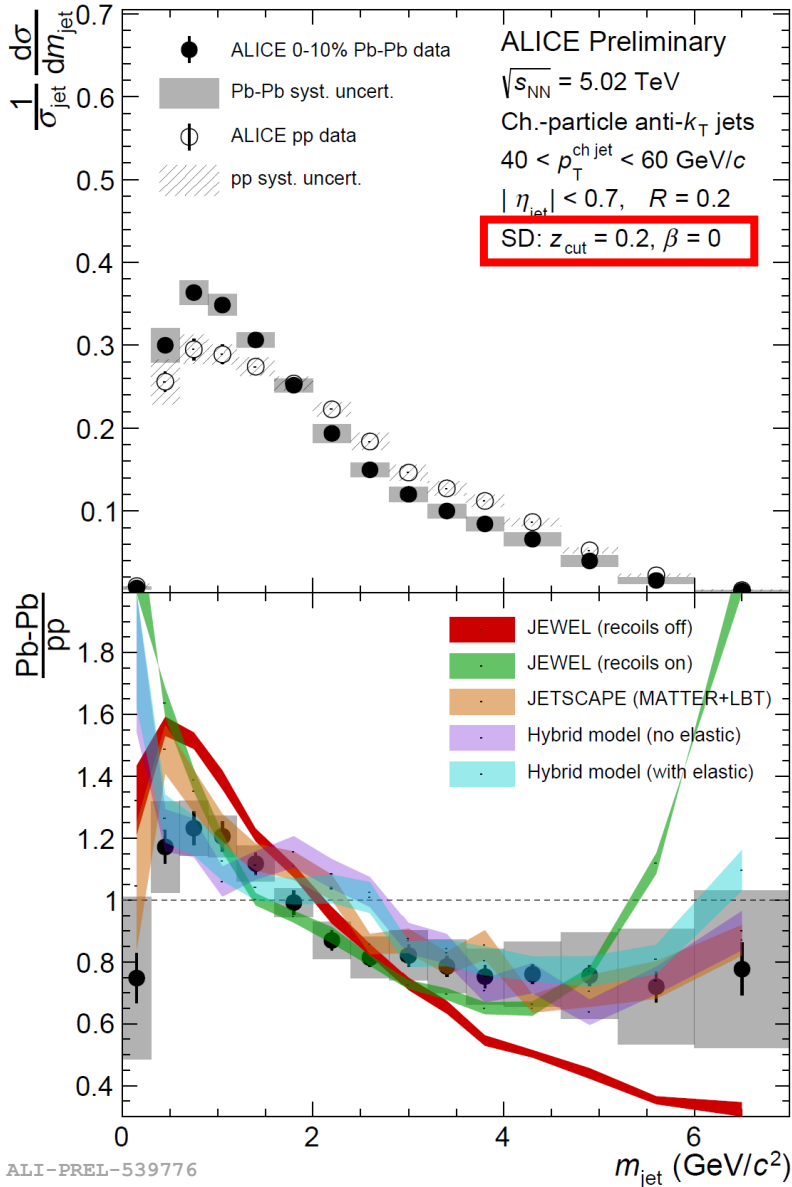 1/σ_jet dσ/dm_jet
0.7
0.6
0.5
0.4
0.3
0.2
0.1
ALICE 0-10% Pb-Pb data
Pb-Pb syst. uncert.
ALICE pp data
pp syst. uncert.
ALICE Preliminary
√s_NN = 5.02 TeV
Ch.-particle anti-k_T jets
40 < p_T^ch jet < 60 GeV/c
| η_jet| < 0.7, R = 0.2
SD: z_cut = 0.2, β = 0
Pb-Pb
pp
1.8
1.6
1.4
1.2
1
0.8
0.6
0.4
JEWEL (recoils off)
JEWEL (recoils on)
JETSCAPE (MATTER+LBT)
Hybrid model (no elastic)
Hybrid model (with elastic)
0 2 4 6
m_jet (GeV/c²)
ALI-PREL-539776